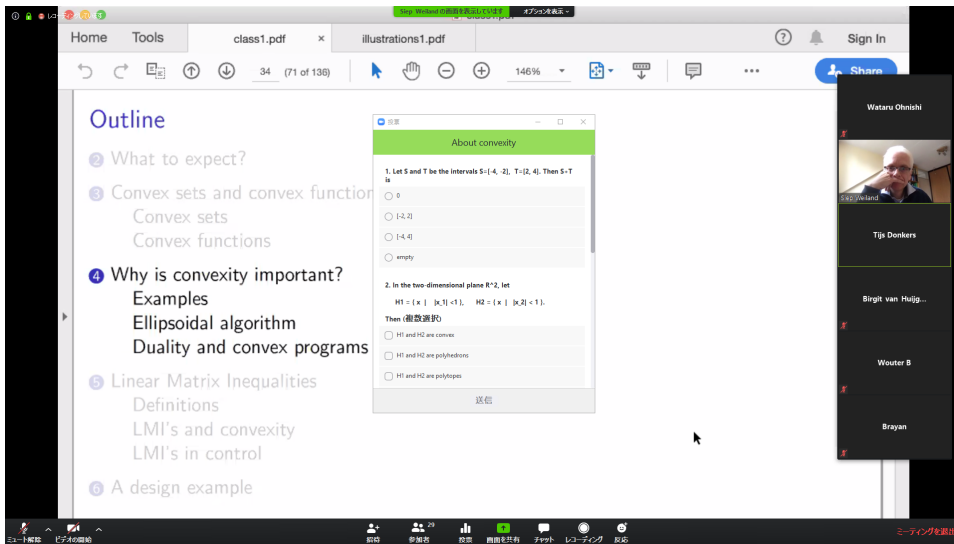 Siep Weiland の画面を表示しています
オプションを表示
class1.pdf
レコ
Home
Tools
class1.pdf
×
illustrations1.pdf
Sign In
34
(71 of 136)
146%
Share
Outline
2 What to expect?
3 Convex sets and convex function
Convex sets
Convex functions
4 Why is convexity important?
Examples
Ellipsoidal algorithm
Duality and convex programs
5 Linear Matrix Inequalities
Definitions
LMI's and convexity
LMI's in control
6 A design example
投票
About convexity
1. Let S and T be the intervals S=[-4, -2], T=[2, 4]. Then S+T
is
0
[-2, 2]
[-4, 4]
empty
2. In the two-dimensional plane R^2, let
H1 = { x | |x_1| <1 }, H2 = { x | |x_2| < 1 }.
Then (複数選択)
H1 and H2 are convex
H1 and H2 are polyhedrons
H1 and H2 are polytopes
送信
Wataru Ohnishi
Siep Weiland
Tijs Donkers
Birgit van Huijg...
Wouter B
Brayan
ミュート解除
ビデオの開始
招待
29
参加者
投票
画面を共有
チャット
レコーディング
反応
ミーティングを退出